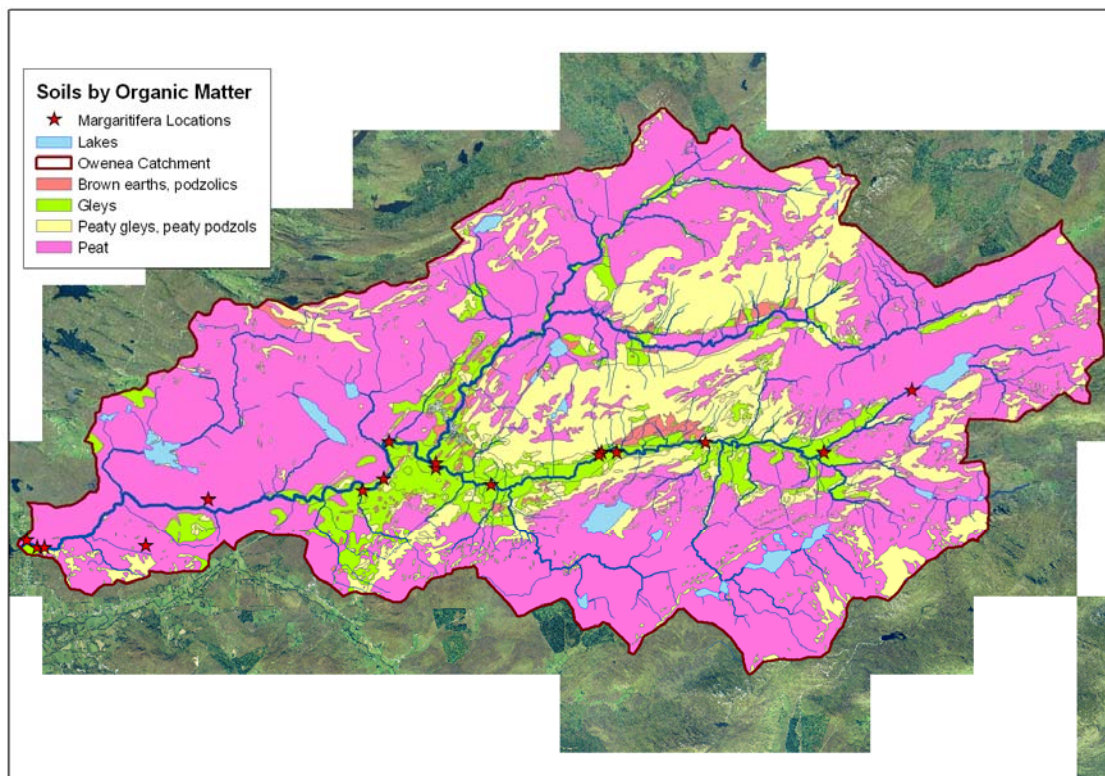 Soils by Organic Matter
Margaritifera Locations
Lakes
Owenea Catchment
Brown earths, podzolics
Gleys
Peaty gleys, peaty podzols
Peat